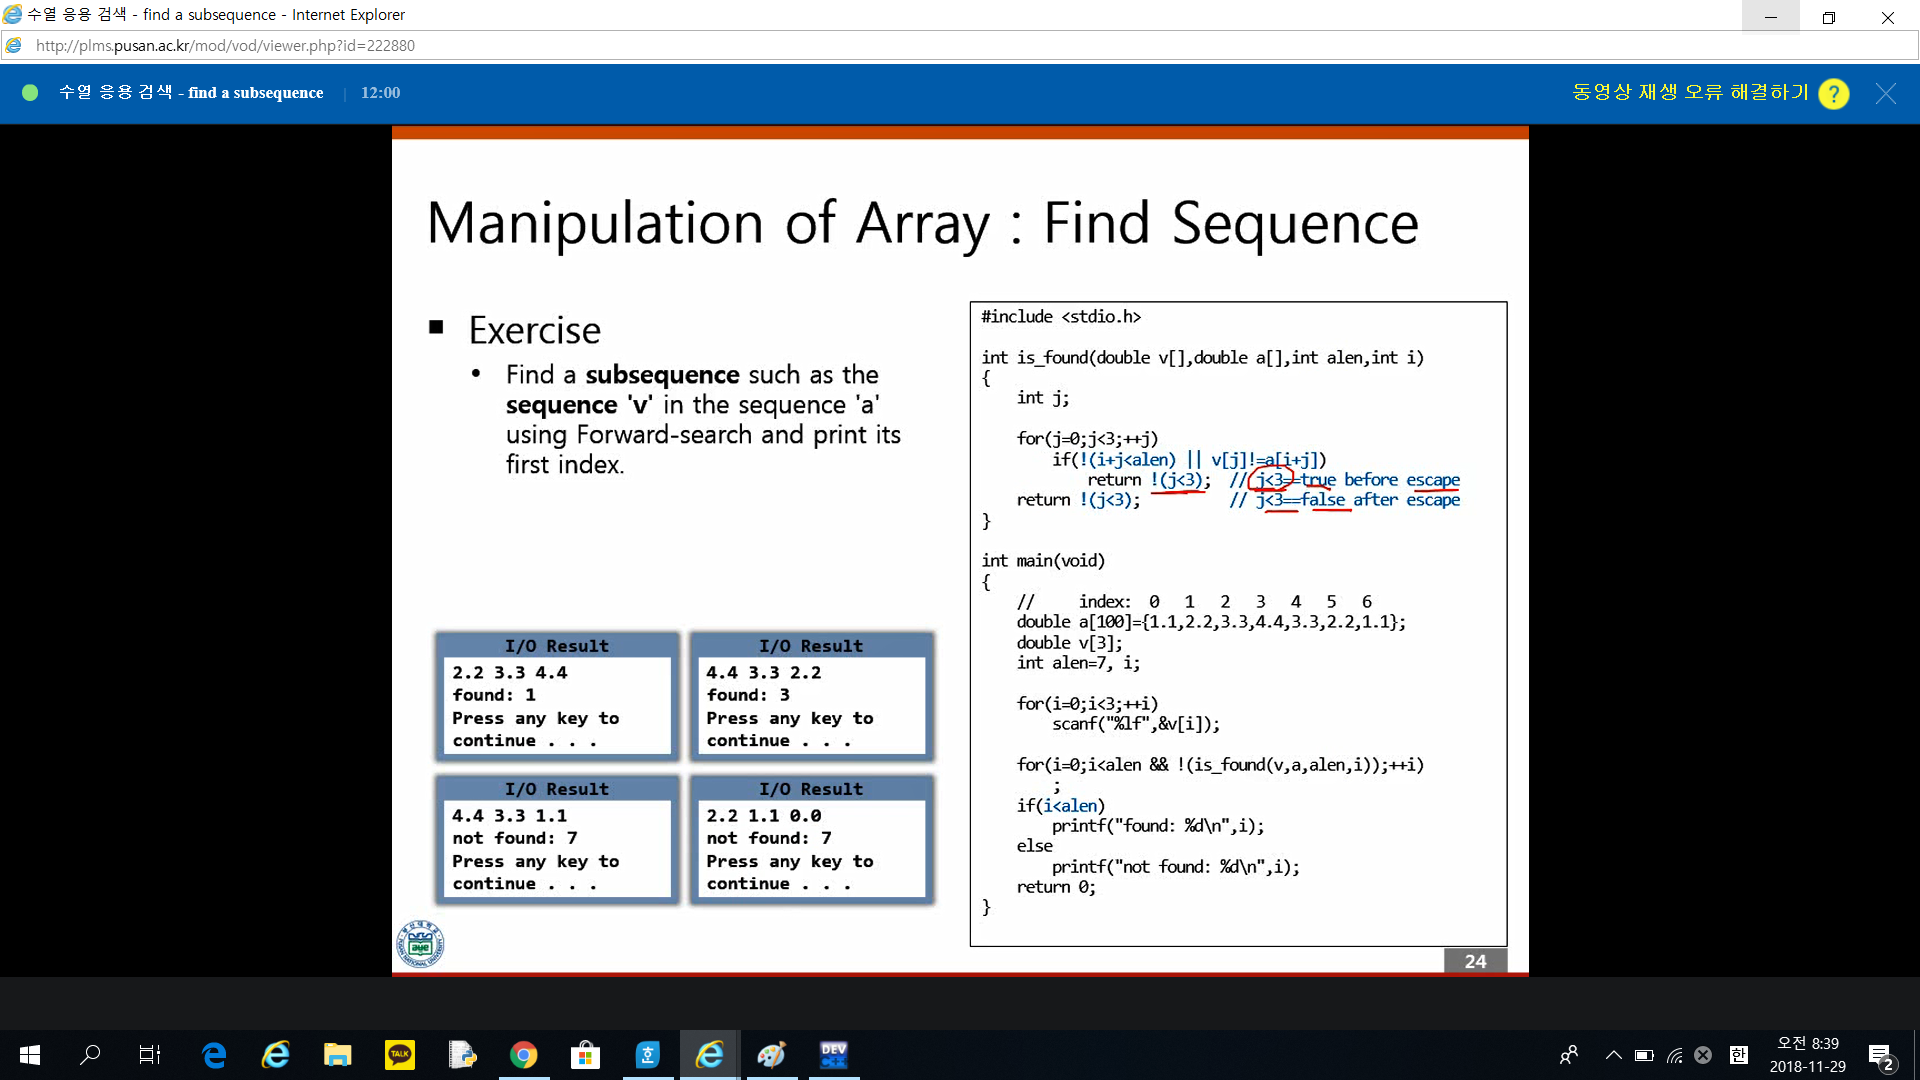 수열 응용 검색 - find a subsequence - Internet Explorer
http://plms.pusan.ac.kr/mod/vod/viewer.php?id=222880
수열 응용 검색 - find a subsequence | 12:00
동영상 재생 오류 해결하기 ?
Manipulation of Array : Find Sequence
■ Exercise
• Find a subsequence such as the
sequence 'v' in the sequence 'a'
using Forward-search and print its
first index.
I/O Result
2.2 3.3 4.4
found: 1
Press any key to
continue . . .
I/O Result
4.4 3.3 2.2
found: 3
Press any key to
continue . . .
I/O Result
4.4 3.3 1.1
not found: 7
Press any key to
continue . . .
I/O Result
2.2 1.1 0.0
not found: 7
Press any key to
continue . . .
#include <stdio.h>
int is_found(double v[],double a[],int alen,int i)
{
int j;
for(j=0;j<3;++j)
if(!(i+j<alen) || v[j]!=a[i+j])
return !(j<3); // j<3==true before escape
return !(j<3); // j<3==false after escape
}
int main(void)
{
// index: 0 1 2 3 4 5 6
double a[100]={1.1,2.2,3.3,4.4,3.3,2.2,1.1};
double v[3];
int alen=7, i;
for(i=0;i<3;++i)
scanf("%lf",&v[i]);
for(i=0;i<alen && !(is_found(v,a,alen,i));++i)
;
if(i<alen)
printf("found: %d\n",i);
else
printf("not found: %d\n",i);
return 0;
}
24
TALK
호
DEV
C++
한
오전 8:39
2018-11-29
2